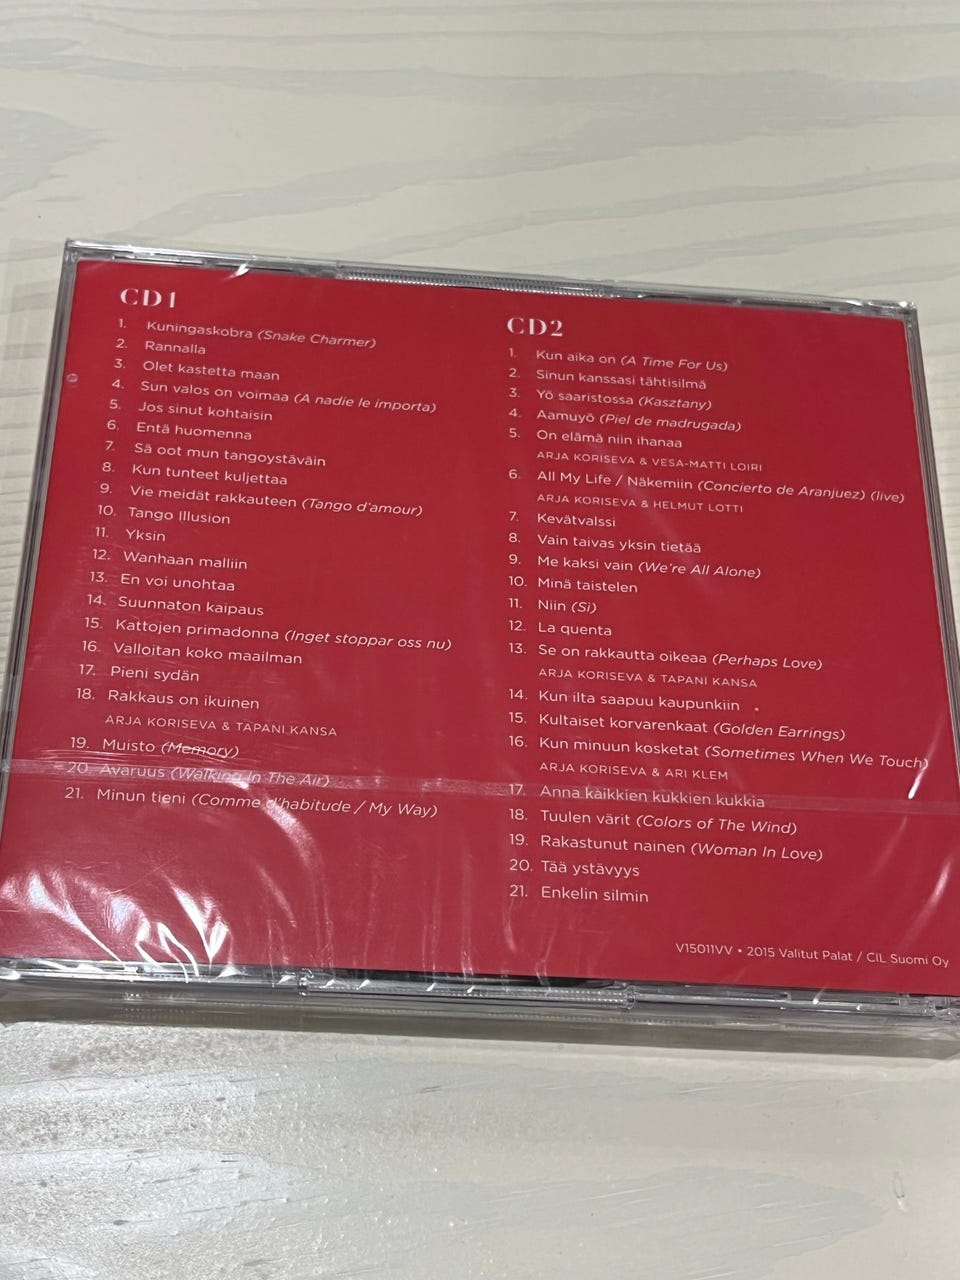 CD1
1. Kuningaskobra (Snake Charmer)
2. Rannalla
3. Olet kastetta maan
4. Sun valos on voimaa (A nadie le importa)
5. Jos sinut kohtaisin
6. Entä huomenna
7. Sä oot mun tangoystäväin
8. Kun tunteet kuljettaa
9. Vie meidät rakkauteen (Tango d'amour)
10. Tango Illusion
11. Yksin
12. Wanhaan malliin
13. En voi unohtaa
14. Suunnaton kaipaus
15. Kattojen primadonna (Inget stoppar oss nu)
16. Valloitan koko maailman
17. Pieni sydän
18. Rakkaus on ikuinen
ARJA KORISEVA & TAPANI KANSA
19. Muisto (Memory)
20. Avaruus (Walking In The Air)
21. Minun tieni (Comme d'habitude / My Way)
CD2
1. Kun aika on (A Time For Us)
2. Sinun kanssasi tähtisilmä
3. Yö saaristossa (Kasztany)
4. Aamuyö (Piel de madrugada)
5. On elämä niin ihanaa
ARJA KORISEVA & VESA-MATTI LOIRI
6. All My Life / Näkemiin (Concierto de Aranjuez) (live)
ARJA KORISEVA & HELMUT LOTTI
7. Kevätvalssi
8. Vain taivas yksin tietää
9. Me kaksi vain (We're All Alone)
10. Minä taistelen
11. Niin (Si)
12. La quenta
13. Se on rakkautta oikeaa (Perhaps Love)
ARJA KORISEVA & TAPANI KANSA
14. Kun ilta saapuu kaupunkiin
15. Kultaiset korvarenkaat (Golden Earrings)
16. Kun minuun kosketat (Sometimes When We Touch)
ARJA KORISEVA & ARI KLEM
17. Anna kaikkien kukkien kukkia
18. Tuulen värit (Colors of The Wind)
19. Rakastunut nainen (Woman In Love)
20. Tää ystävyys
21. Enkelin silmin
V15011VV • 2015 Valitut Palat / CIL Suomi Oy